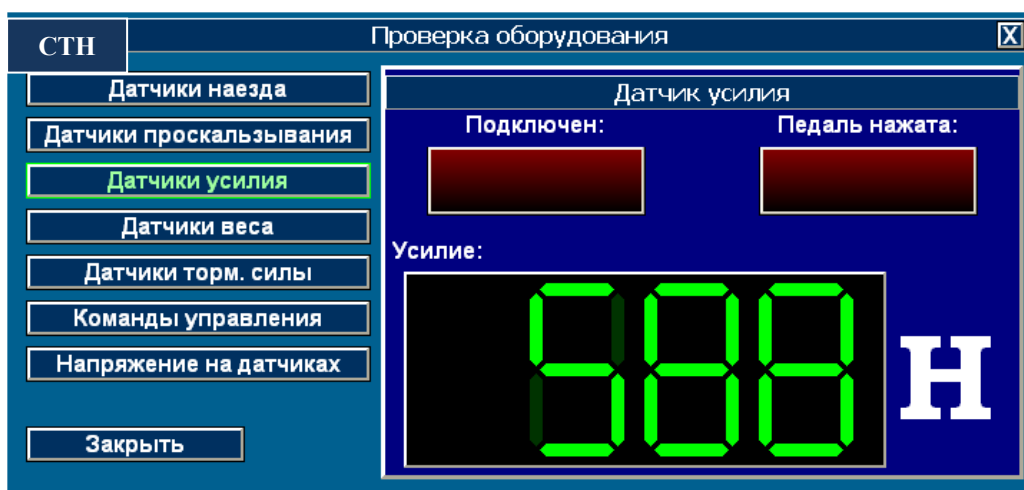 СТН
Проверка оборудования
X
Датчики наезда
Датчики проскальзывания
Датчики усилия
Датчики веса
Датчики торм. силы
Команды управления
Напряжение на датчиках
Закрыть
Датчик усилия
Подключен: Педаль нажата:
Усилие:
588 Н